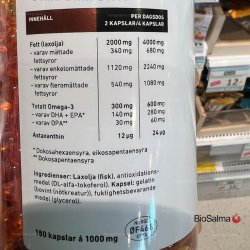 INNEHÅLL
PER DAGSDOS
2 KAPSLAR/4 KAPSLAR
Fett (laxolja) 2000 mg 4000 mg
- varav mättade fettsyror 340 mg 680 mg
- varav enkelomättade fettsyror 1120 mg 2240 mg
- varav fleromättade fettsyror 540 mg 1080 mg
Totalt Omega-3 300 mg 600 mg
- varav DHA + EPA* 140 mg 280 mg
- varav DPA** 30 mg 60 mg
Astaxanthin 12 µg 24 µg
* Dokosahexaensyra, eikosapentaensyra
** Dokosapentaensyra
Ingredienser: Laxolja (fisk), antioxidations-
medel (DL-alfa-tokoferol). Kapsel: gelatin
(bovint (nötkreatur)), fuktighetsbevarande
medel (glycerol).
180 kapslar á 1000 mg
NORGE
ØF464
BioSalma